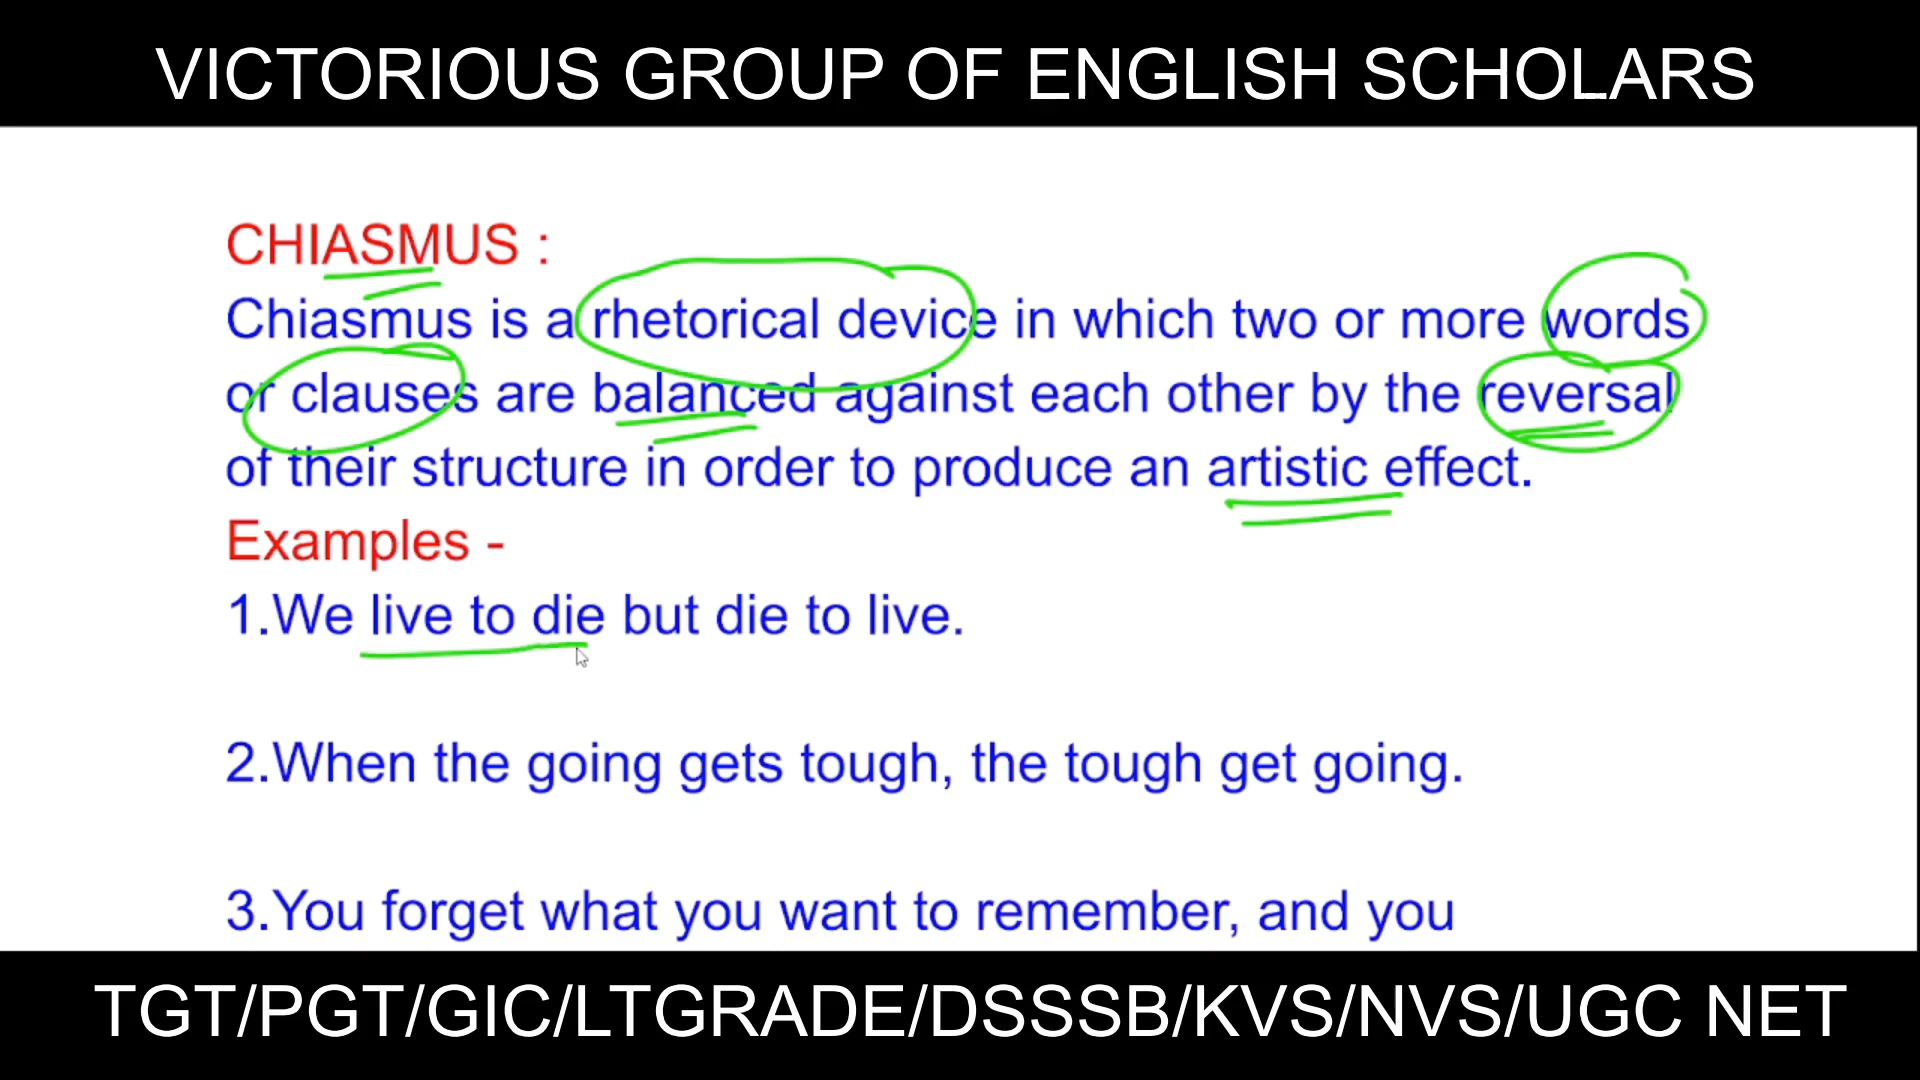 VICTORIOUS GROUP OF ENGLISH SCHOLARS
CHIASMUS :
Chiasmus is a rhetorical device in which two or more words
or clauses are balanced against each other by the reversal
of their structure in order to produce an artistic effect.
Examples -
1.We live to die but die to live.
2.When the going gets tough, the tough get going.
3.You forget what you want to remember, and you
TGT/PGT/GIC/LTGRADE/DSSSB/KVS/NVS/UGC NET